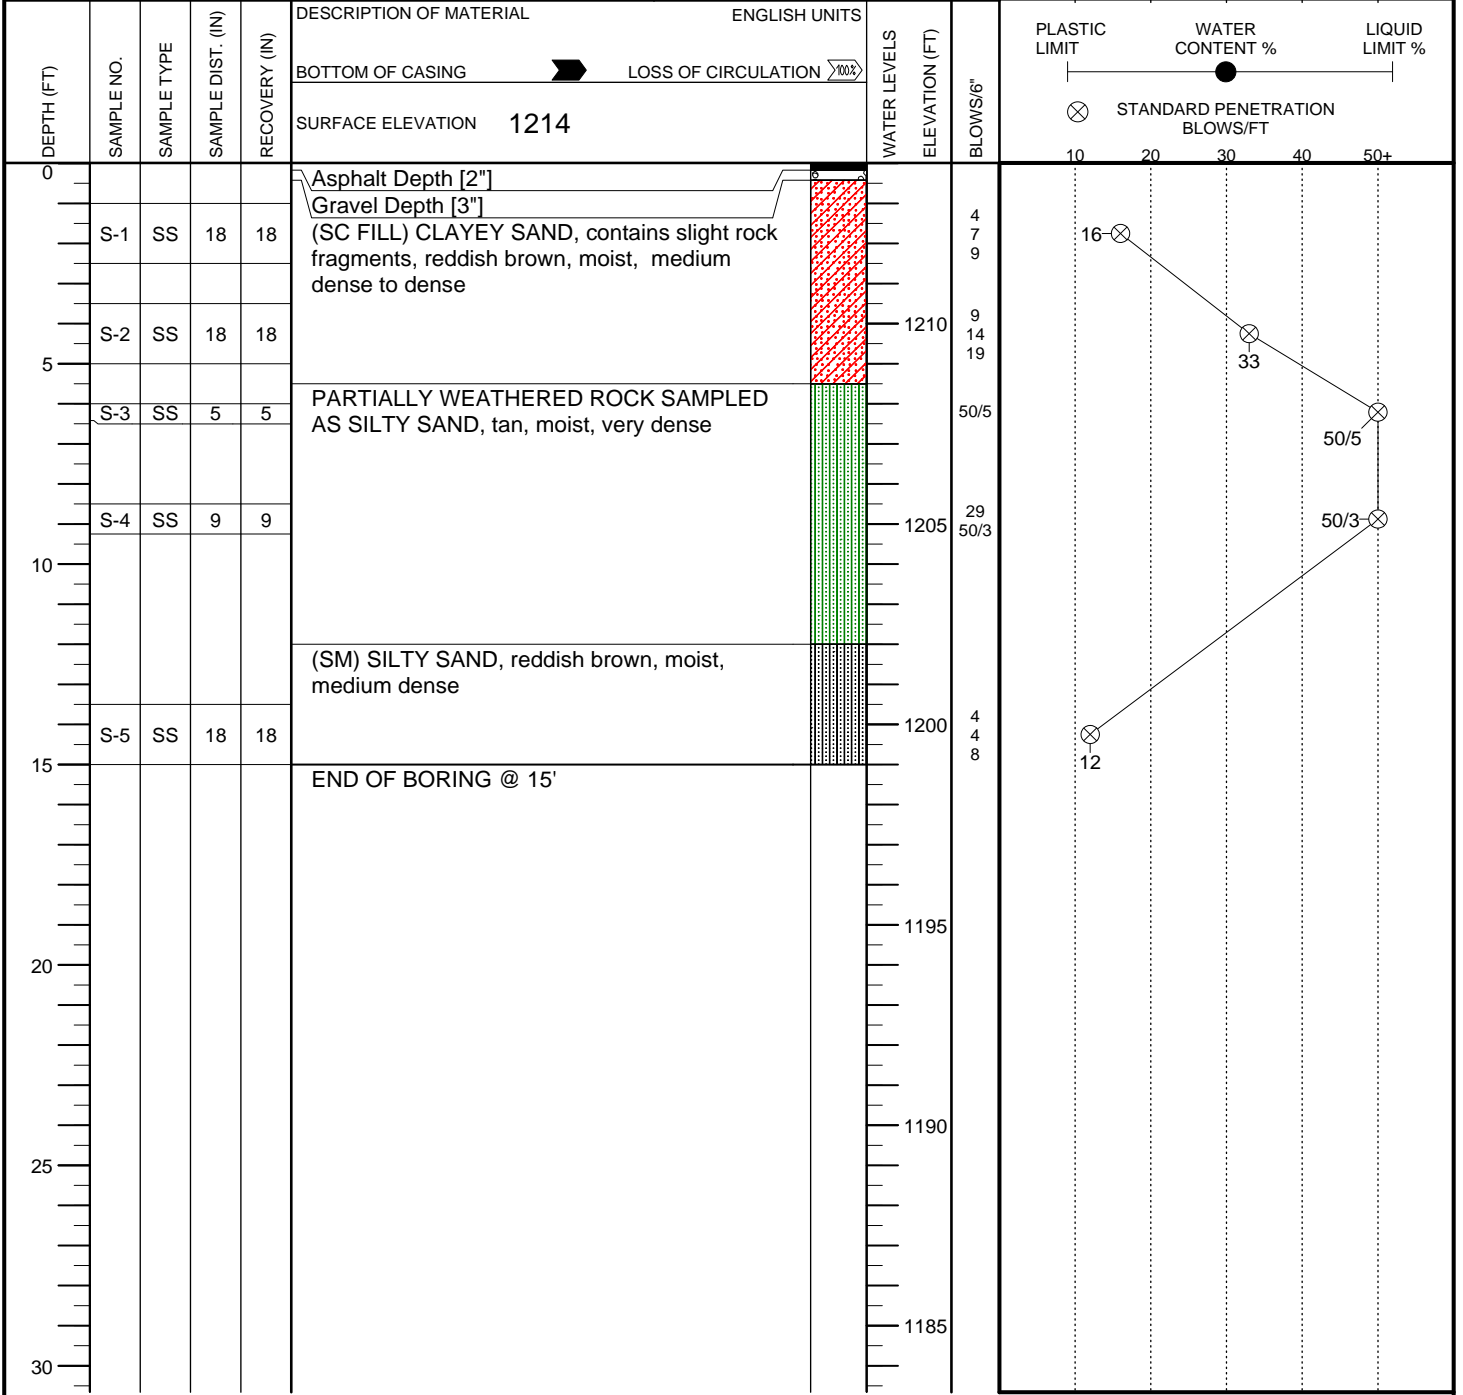 DEPTH (FT)
SAMPLE NO.
SAMPLE TYPE
SAMPLE DIST. (IN)
RECOVERY (IN)
DESCRIPTION OF MATERIAL ENGLISH UNITS
BOTTOM OF CASING LOSS OF CIRCULATION 100%
SURFACE ELEVATION 1214
WATER LEVELS
ELEVATION (FT)
BLOWS/6"
PLASTIC LIMIT
WATER CONTENT %
LIQUID LIMIT %
STANDARD PENETRATION
BLOWS/FT
10 20 30 40 50+
0
Asphalt Depth [2"]
Gravel Depth [3"]
S-1 SS 18 18
(SC FILL) CLAYEY SAND, contains slight rock
fragments, reddish brown, moist, medium
dense to dense
4
7
9
16
S-2 SS 18 18
1210
9
14
19
33
5
S-3 SS 5 5
PARTIALLY WEATHERED ROCK SAMPLED
AS SILTY SAND, tan, moist, very dense
50/5
50/5
S-4 SS 9 9
1205
29
50/3
50/3
10
(SM) SILTY SAND, reddish brown, moist,
medium dense
S-5 SS 18 18
1200
4
4
8
12
15
END OF BORING @ 15'
1195
20
1190
25
1185
30